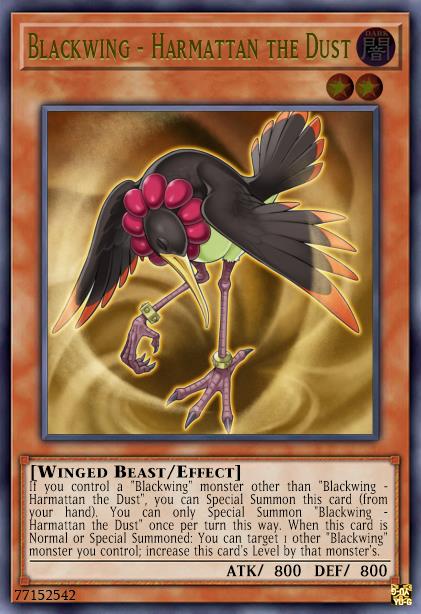 Blackwing - Harmattan the Dust
DARK
闇
[Winged Beast/Effect]
If you control a "Blackwing" monster other than "Blackwing -
Harmattan the Dust", you can Special Summon this card (from
your hand). You can only Special Summon "Blackwing -
Harmattan the Dust" once per turn this way. When this card is
Normal or Special Summoned: You can target 1 other "Blackwing"
monster you control; increase this card's Level by that monster's.
ATK/ 800 DEF/ 800
77152542